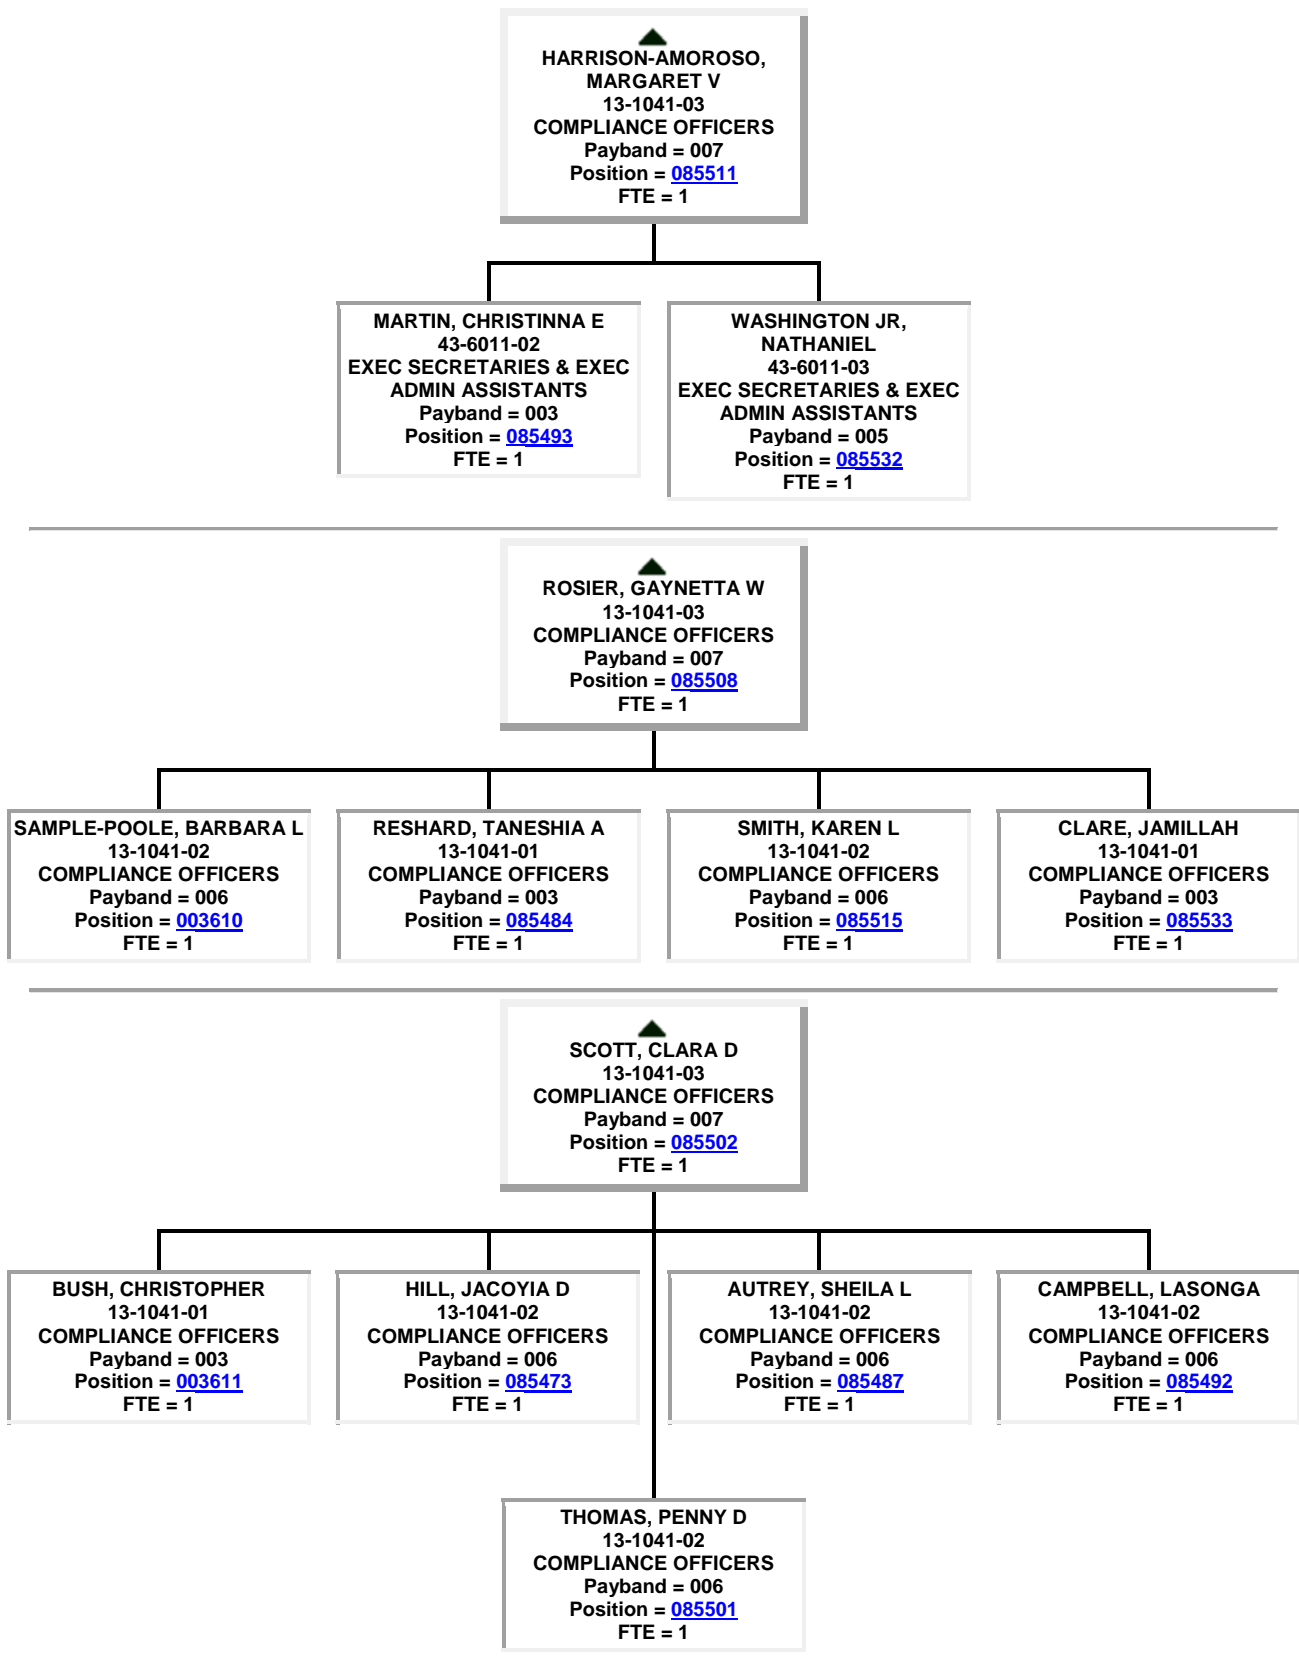 HARRISON-AMOROSO,
MARGARET V
13-1041-03
COMPLIANCE OFFICERS
Payband = 007
Position = 085511
FTE = 1
MARTIN, CHRISTINNA E
43-6011-02
EXEC SECRETARIES & EXEC
ADMIN ASSISTANTS
Payband = 003
Position = 085493
FTE = 1
WASHINGTON JR,
NATHANIEL
43-6011-03
EXEC SECRETARIES & EXEC
ADMIN ASSISTANTS
Payband = 005
Position = 085532
FTE = 1
ROSIER, GAYNETTA W
13-1041-03
COMPLIANCE OFFICERS
Payband = 007
Position = 085508
FTE = 1
SAMPLE-POOLE, BARBARA L
13-1041-02
COMPLIANCE OFFICERS
Payband = 006
Position = 003610
FTE = 1
RESHARD, TANESHIA A
13-1041-01
COMPLIANCE OFFICERS
Payband = 003
Position = 085484
FTE = 1
SMITH, KAREN L
13-1041-02
COMPLIANCE OFFICERS
Payband = 006
Position = 085515
FTE = 1
CLARE, JAMILLAH
13-1041-01
COMPLIANCE OFFICERS
Payband = 003
Position = 085533
FTE = 1
SCOTT, CLARA D
13-1041-03
COMPLIANCE OFFICERS
Payband = 007
Position = 085502
FTE = 1
BUSH, CHRISTOPHER
13-1041-01
COMPLIANCE OFFICERS
Payband = 003
Position = 003611
FTE = 1
HILL, JACOYIA D
13-1041-02
COMPLIANCE OFFICERS
Payband = 006
Position = 085473
FTE = 1
AUTREY, SHEILA L
13-1041-02
COMPLIANCE OFFICERS
Payband = 006
Position = 085487
FTE = 1
CAMPBELL, LASONGA
13-1041-02
COMPLIANCE OFFICERS
Payband = 006
Position = 085492
FTE = 1
THOMAS, PENNY D
13-1041-02
COMPLIANCE OFFICERS
Payband = 006
Position = 085501
FTE = 1